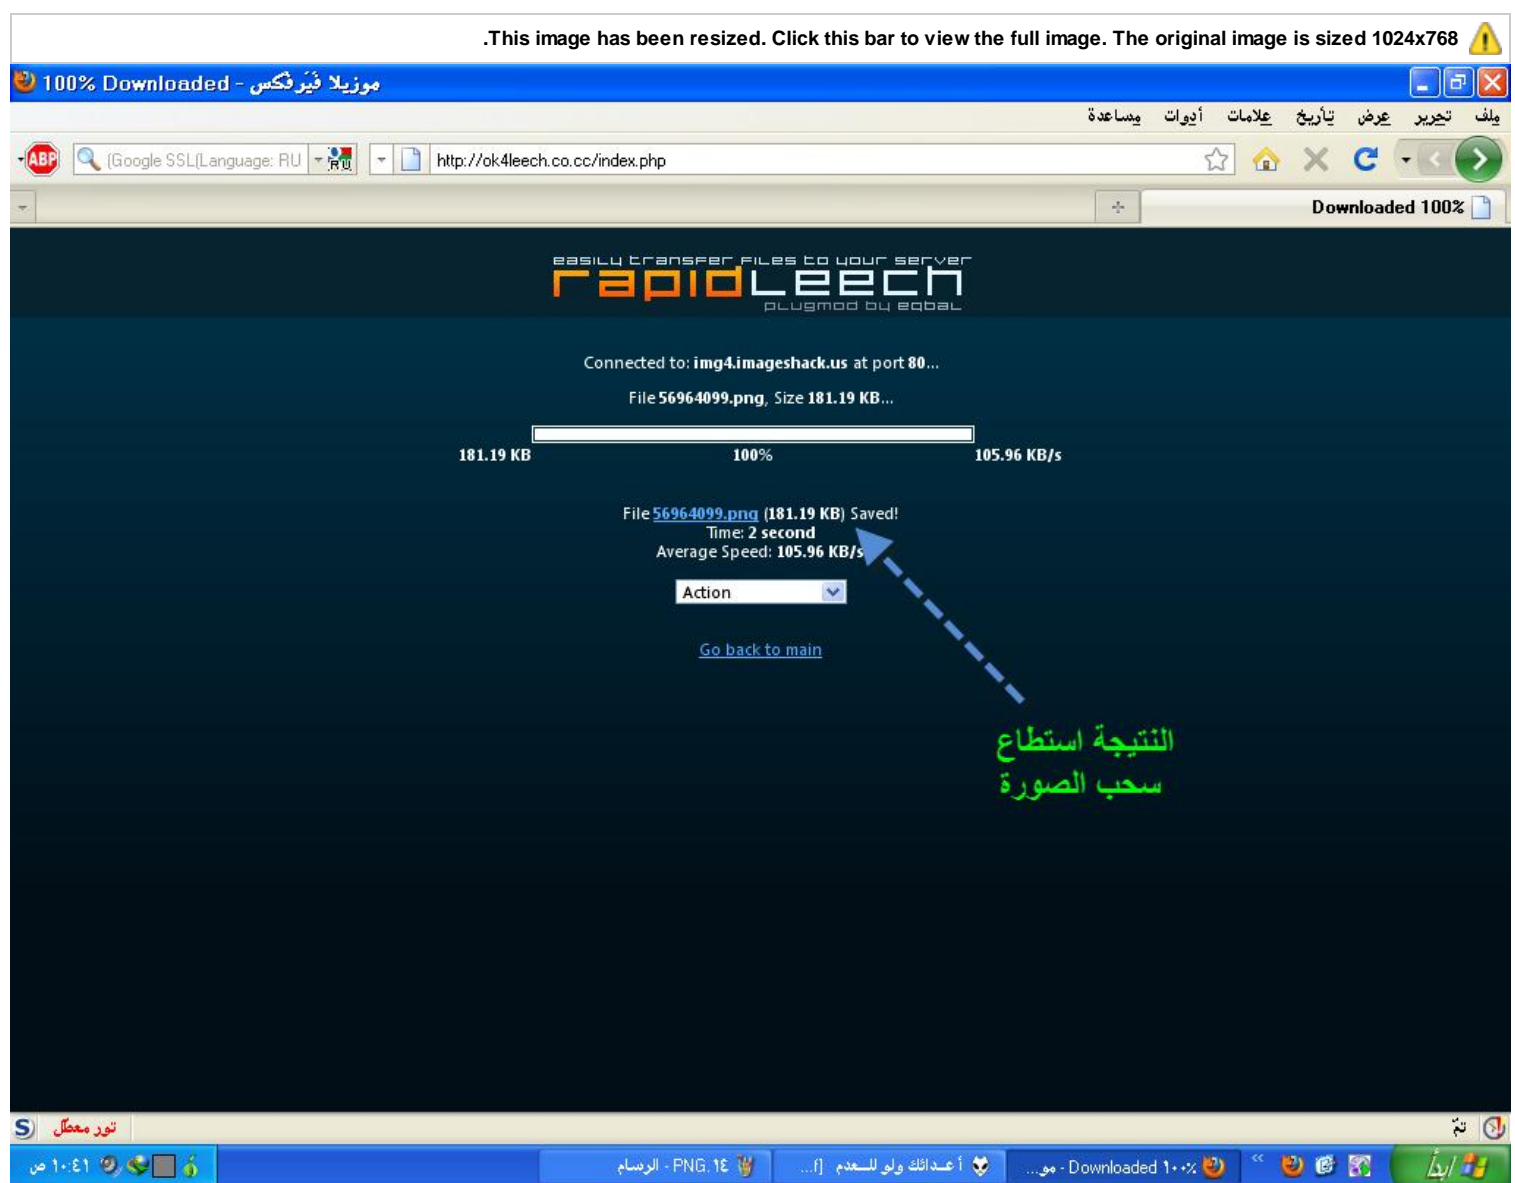 This image has been resized. Click this bar to view the full image. The original image is sized 1024x768.
100% Downloaded - موزيلا فَيَرفُكس
ملف تحرير عرض تأريخ علامات أدوات مساعدة
ABP
(Google SSL(Language: RU
RU
http://ok4leech.co.cc/index.php
Downloaded 100%
easily transfer files to your server
rapidleech
plugmod by eqbal
Connected to: img4.imageshack.us at port 80...
File 56964099.png, Size 181.19 KB...
181.19 KB 100% 105.96 KB/s
File 56964099.png (181.19 KB) Saved!
Time: 2 second
Average Speed: 105.96 KB/s
Action
Go back to main
النتيجة استطاع
سحب الصورة
تمّ
تور معطّل
ابدأ
Downloaded ١٠٠٪ - مو...
أعـدائك ولو للـسعدم [f...
PNG.١٤ - الرسام
١٠:٤١ ص